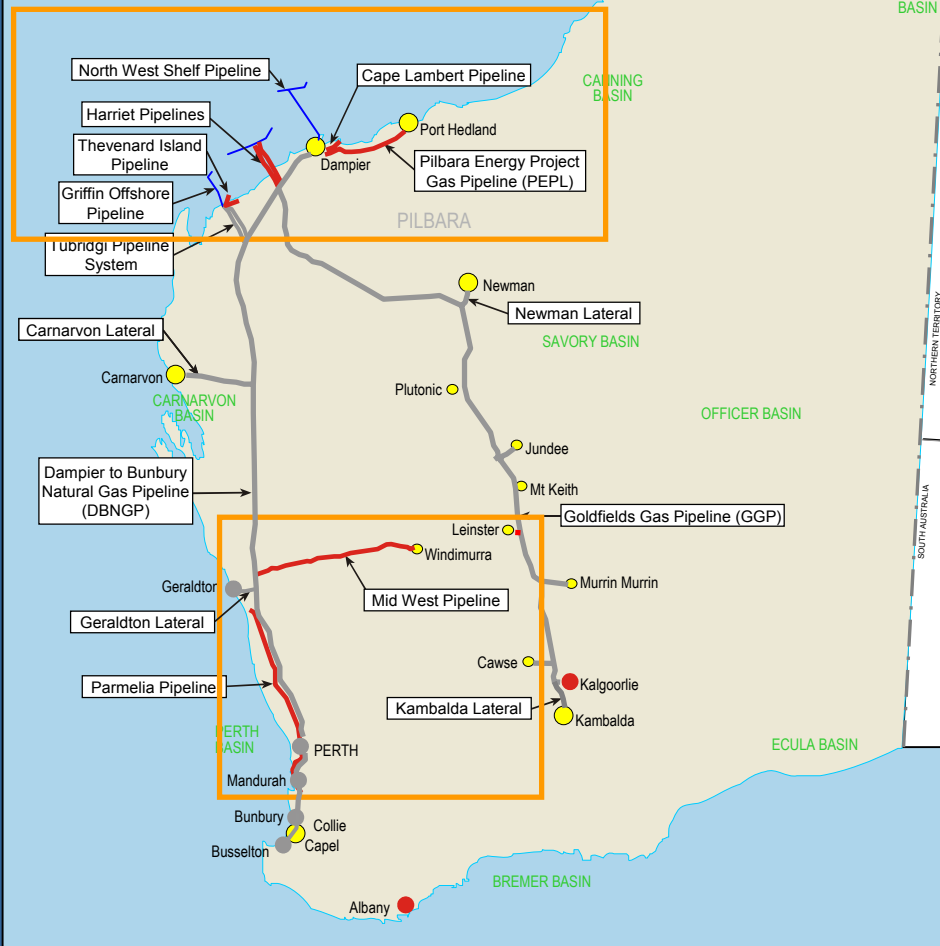 BASIN
North West Shelf Pipeline
Cape Lambert Pipeline
CANNING
BASIN
Harriet Pipelines
Port Hedland
Thevenard Island
Pipeline
Dampier
Pilbara Energy Project
Gas Pipeline (PEPL)
Griffin Offshore
Pipeline
PILBARA
Tubridgi Pipeline
System
Newman
Newman Lateral
NORTHERN TERRITORY
Carnarvon Lateral
SAVORY BASIN
Carnarvon
Plutonic
CARNARVON
BASIN
OFFICER BASIN
Jundee
Dampier to Bunbury
Natural Gas Pipeline
(DBNGP)
Mt Keith
SOUTH AUSTRALIA
Goldfields Gas Pipeline (GGP)
Leinster
Windimurra
Murrin Murrin
Geraldton
Mid West Pipeline
Geraldton Lateral
Cawse
Kalgoorlie
Parmelia Pipeline
Kambalda Lateral
Kambalda
PERTH
BASIN
PERTH
ECULA BASIN
Mandurah
Bunbury
Collie
Capel
Busselton
BREMER BASIN
Albany